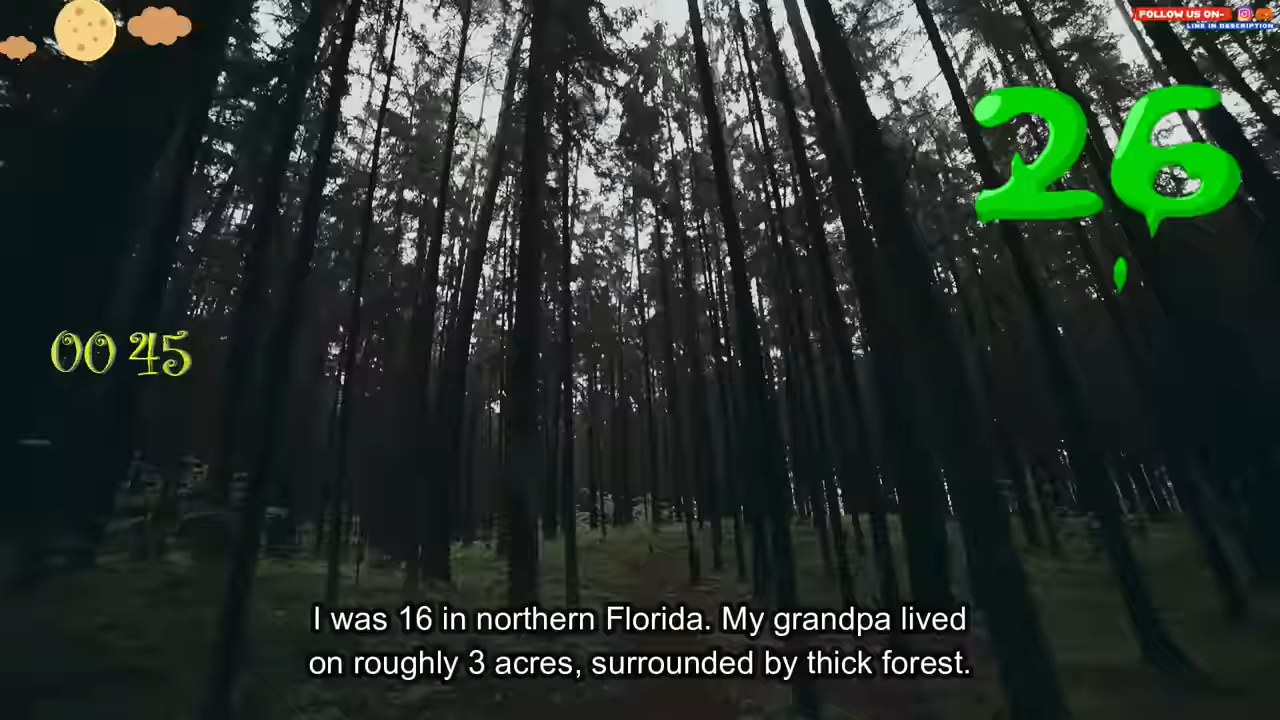 FOLLOW US ON-
LINK IN DESCRIPTION
26
00 45
I was 16 in northern Florida. My grandpa lived
on roughly 3 acres, surrounded by thick forest.